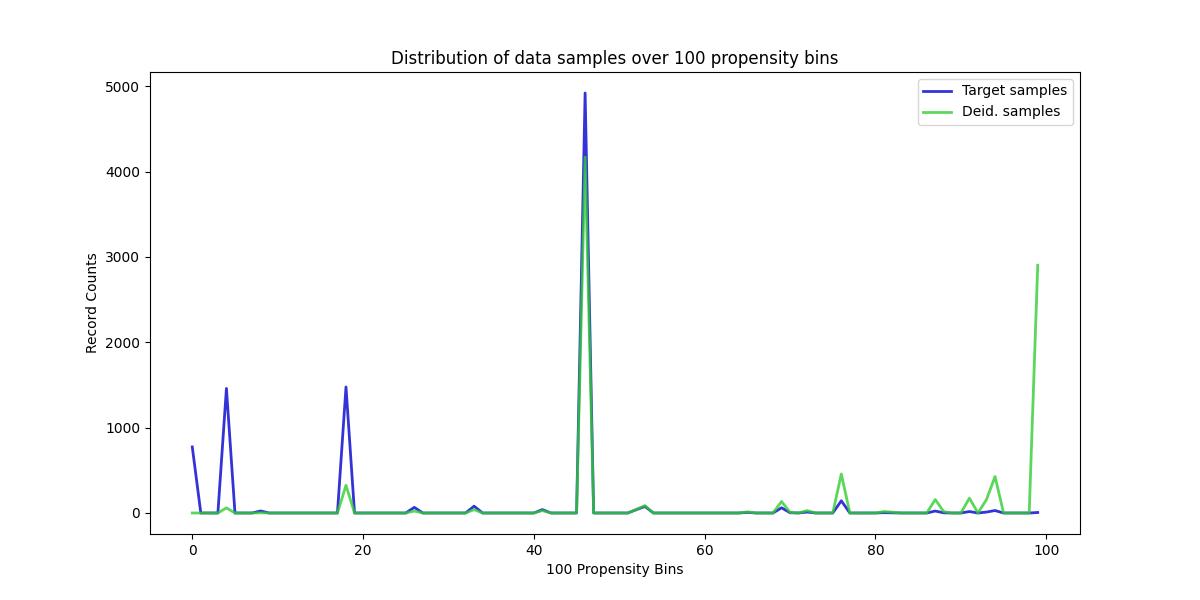 Distribution of data samples over 100 propensity bins
Target samples
Deid. samples
Record Counts
5000
4000
3000
2000
1000
0
0 20 40 60 80 100
100 Propensity Bins